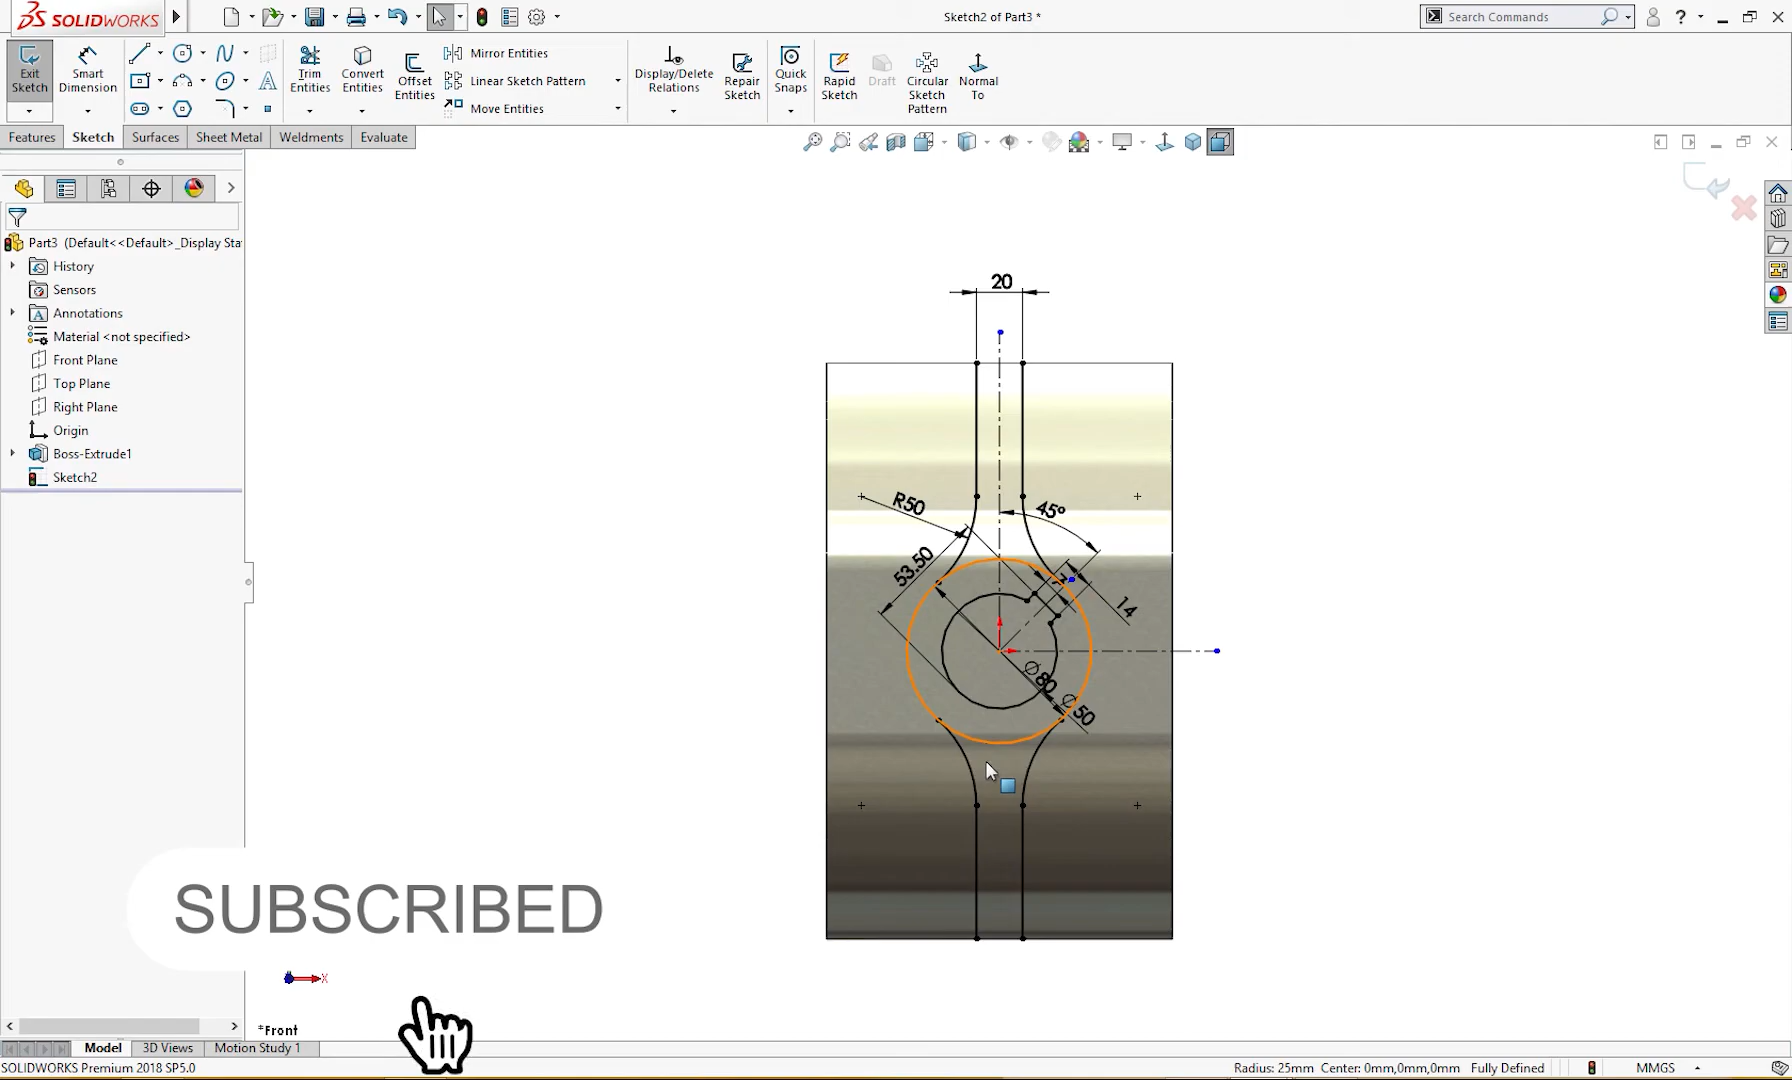 SOLIDWORKS
Sketch2 of Part3 *
Search Commands
Exit Sketch
Smart Dimension
Trim Entities
Convert Entities
Offset Entities
Mirror Entities
Linear Sketch Pattern
Move Entities
Display/Delete Relations
Repair Sketch
Quick Snaps
Rapid Sketch
Draft
Circular Sketch Pattern
Normal To
Features
Sketch
Surfaces
Sheet Metal
Weldments
Evaluate
Part3 (Default<<Default>_Display Sta
History
Sensors
Annotations
Material <not specified>
Front Plane
Top Plane
Right Plane
Origin
Boss-Extrude1
Sketch2
20
R50
45°
53.50
14
Ø80
Ø50
SUBSCRIBED
X
*Front
Model
3D Views
Motion Study 1
SOLIDWORKS Premium 2018 SP5.0
Radius: 25mm Center: 0mm,0mm,0mm
Fully Defined
MMGS